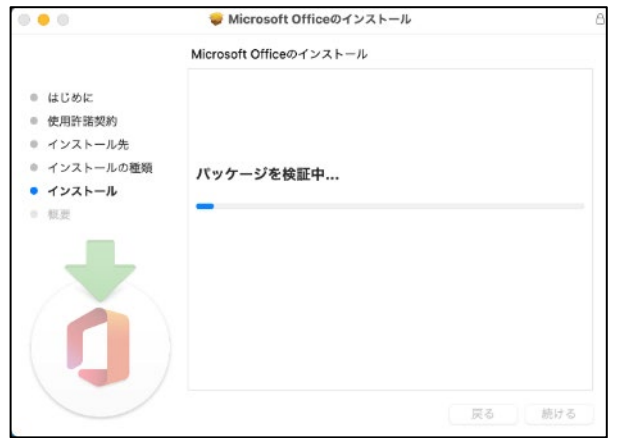 Microsoft Officeのインストール
Microsoft Officeのインストール
はじめに
使用許諾契約
インストール先
インストールの種類
インストール
概要
パッケージを検証中...
戻る
続ける